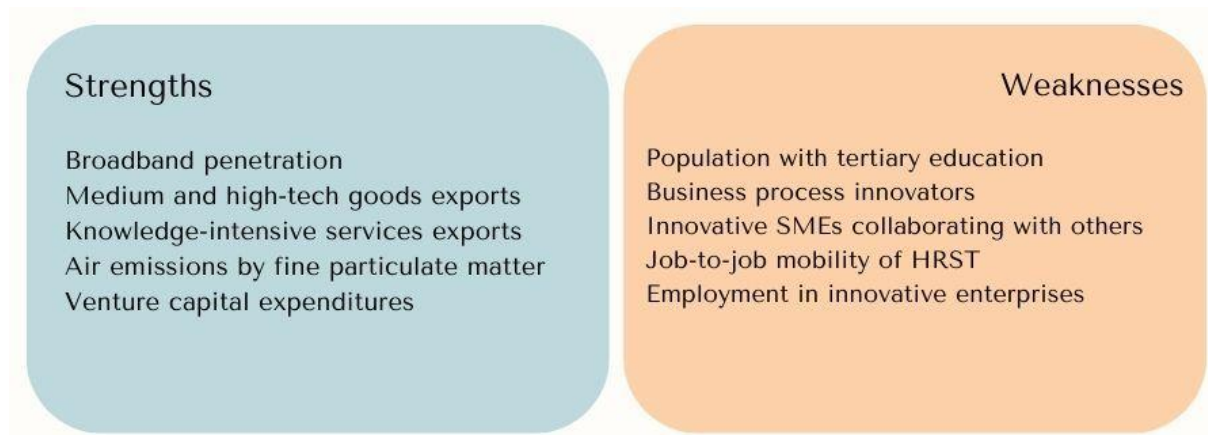 Strengths
Broadband penetration
Medium and high-tech goods exports
Knowledge-intensive services exports
Air emissions by fine particulate matter
Venture capital expenditures
Weaknesses
Population with tertiary education
Business process innovators
Innovative SMEs collaborating with others
Job-to-job mobility of HRST
Employment in innovative enterprises